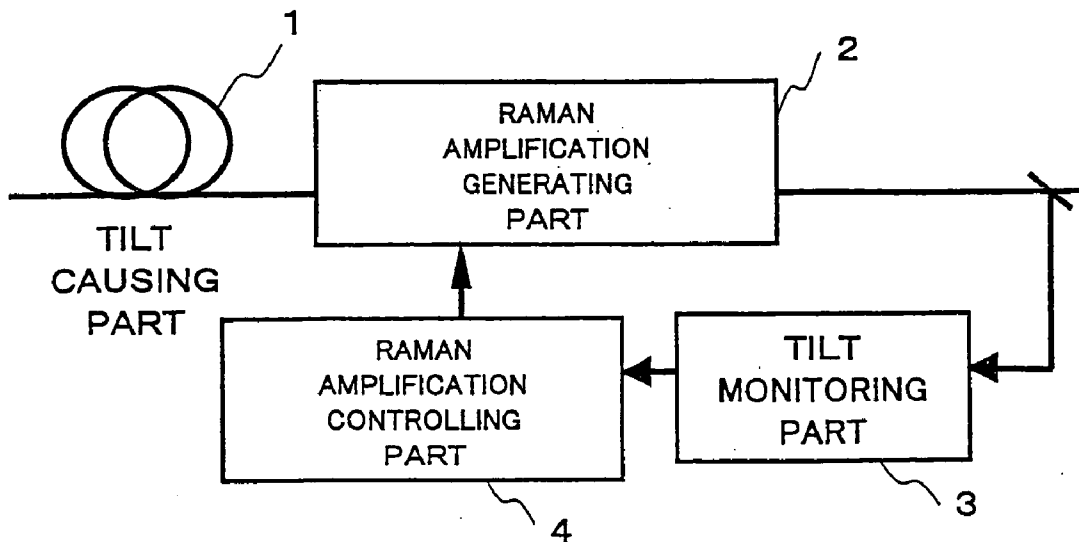 1
2
RAMAN
AMPLIFICATION
GENERATING
PART
TILT
CAUSING
PART
RAMAN
AMPLIFICATION
CONTROLLING
PART
TILT
MONITORING
PART
4
3